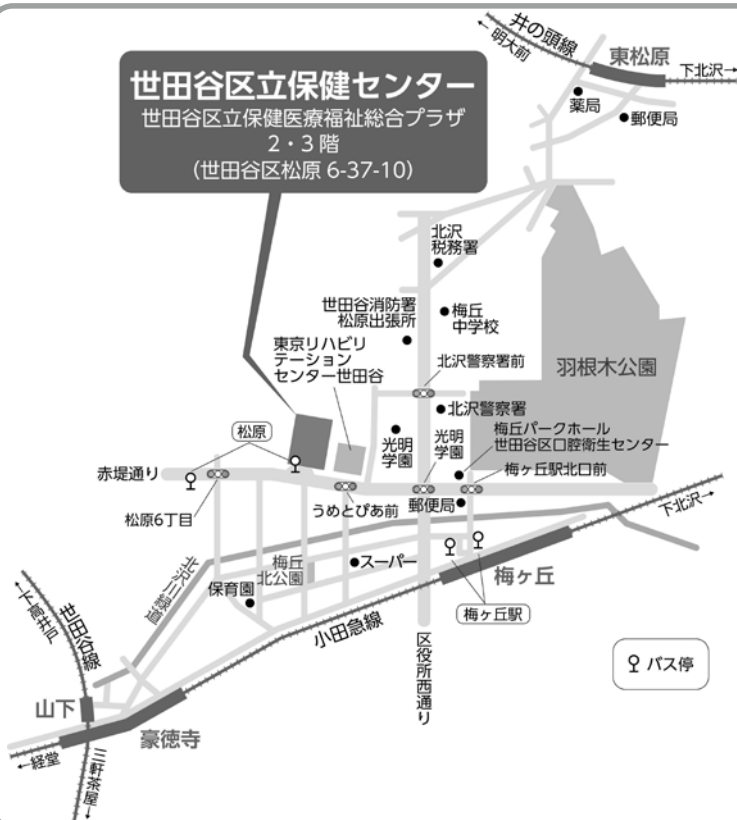 井の頭線
←明大前
東松原
下北沢→
薬局
郵便局
世田谷区立保健センター
世田谷区立保健医療福祉総合プラザ
2・3階
(世田谷区松原 6-37-10)
北沢
税務署
世田谷消防署
松原出張所
梅丘
中学校
東京リハビリ
テーション
センター世田谷
北沢警察署前
羽根木公園
北沢警察署
松原
光明
学園
光明
学園
梅丘パークホール
世田谷区口腔衛生センター
赤堤通り
梅ヶ丘駅北口前
松原6丁目
うめとぴあ前
郵便局
下北沢→
北沢川緑道
梅丘
北公園
スーパー
梅ヶ丘
保育園
梅ヶ丘駅
←下高井戸
世田谷線
小田急線
区役所西通り
バス停
山下
豪徳寺
←経堂
三軒茶屋→